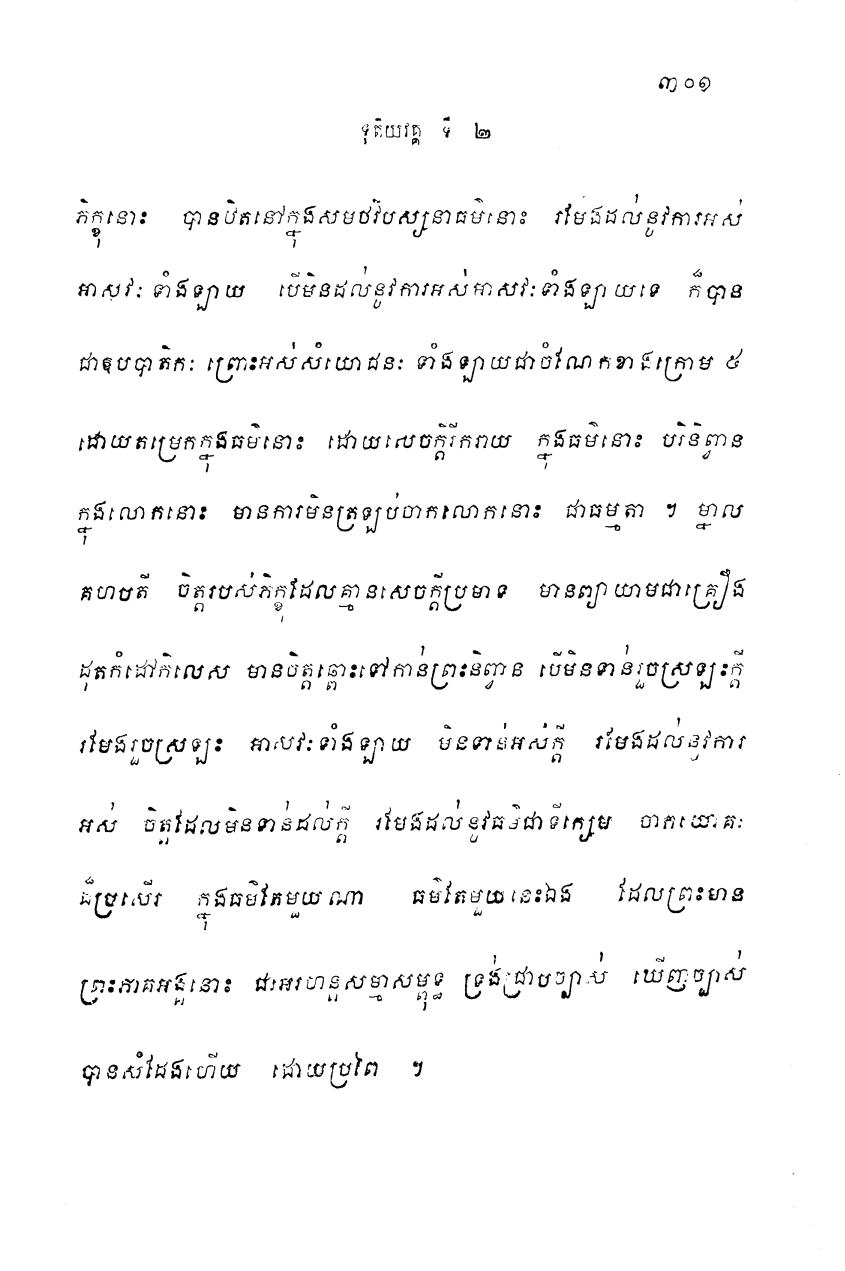 ៣០១
ទុតិយវគ្គ ទី ២
ភិក្ខុនោះ បានឋិតនៅក្នុងសមថវិបស្សនាធម៌នោះ រមែងដល់នូវការអស់
អាសវៈ ទាំងឡាយ បើមិនដល់នូវការអស់អាសវៈទាំងឡាយទេ ក៏បាន
ជាឧបបាតិកៈ ព្រោះអស់សំយោជនៈ ទាំងឡាយជាចំណែកខាងក្រោម ៥
ដោយតម្រេកក្នុងធម៌នោះ ដោយសេចក្តីរីករាយ ក្នុងធម៌នោះ បរិនិព្វាន
ក្នុងលោកនោះ មានការមិនត្រឡប់ចាកលោកនោះ ជាធម្មតា ។ ម្នាល
គហបតី ចិត្តរបស់ភិក្ខុដែលគ្មានសេចក្តីប្រមាទ មានព្យាយាមជាគ្រឿង
ដុតកំដៅកិលេស មានចិត្តឆ្ពោះទៅកាន់ព្រះនិព្វាន បើមិនទាន់រួចស្រឡះក្តី
រមែងរួចស្រឡះ អាសវៈទាំងឡាយ មិនទាន់អស់ក្តី រមែងដល់នូវការ
អស់ ចិត្តដែលមិនទាន់ដល់ក្តី រមែងដល់នូវធម៌ជាទីក្សេម ចាកយោគៈ
ដ៏ប្រសើរ ក្នុងធម៌តែមួយណា ធម៌តែមួយនេះឯង ដែលព្រះមាន
ព្រះភាគអង្គនោះ ជាអរហន្តសម្មាសម្ពុទ្ធ ទ្រង់ជ្រាបច្បាស់ ឃើញច្បាស់
បានសំដែងហើយ ដោយប្រពៃ ។